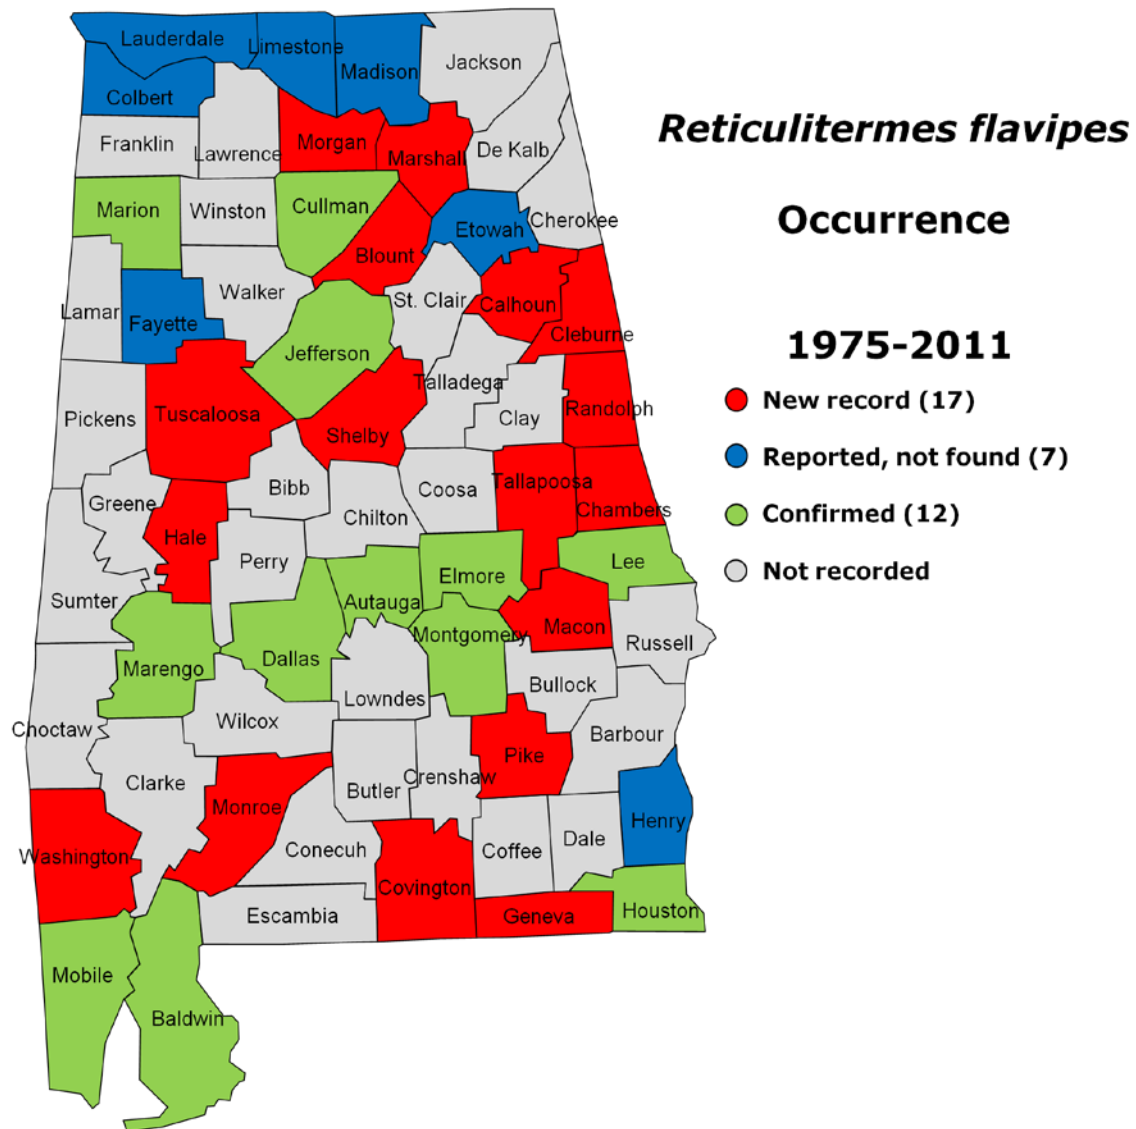 Reticulitermes flavipes
Occurrence
1975-2011
New record (17)
Reported, not found (7)
Confirmed (12)
Not recorded
Lauderdale
Limestone
Madison
Jackson
Colbert
Franklin
Lawrence
Morgan
Marshall
De Kalb
Marion
Winston
Cullman
Blount
Etowah
Cherokee
Lamar
Fayette
Walker
Jefferson
St. Clair
Calhoun
Cleburne
Pickens
Tuscaloosa
Shelby
Talladega
Clay
Randolph
Greene
Hale
Bibb
Chilton
Coosa
Tallapoosa
Chambers
Sumter
Perry
Autauga
Elmore
Lee
Marengo
Dallas
Montgomery
Macon
Russell
Choctaw
Wilcox
Lowndes
Bullock
Barbour
Clarke
Monroe
Butler
Crenshaw
Pike
Henry
Washington
Conecuh
Covington
Coffee
Dale
Escambia
Geneva
Houston
Mobile
Baldwin